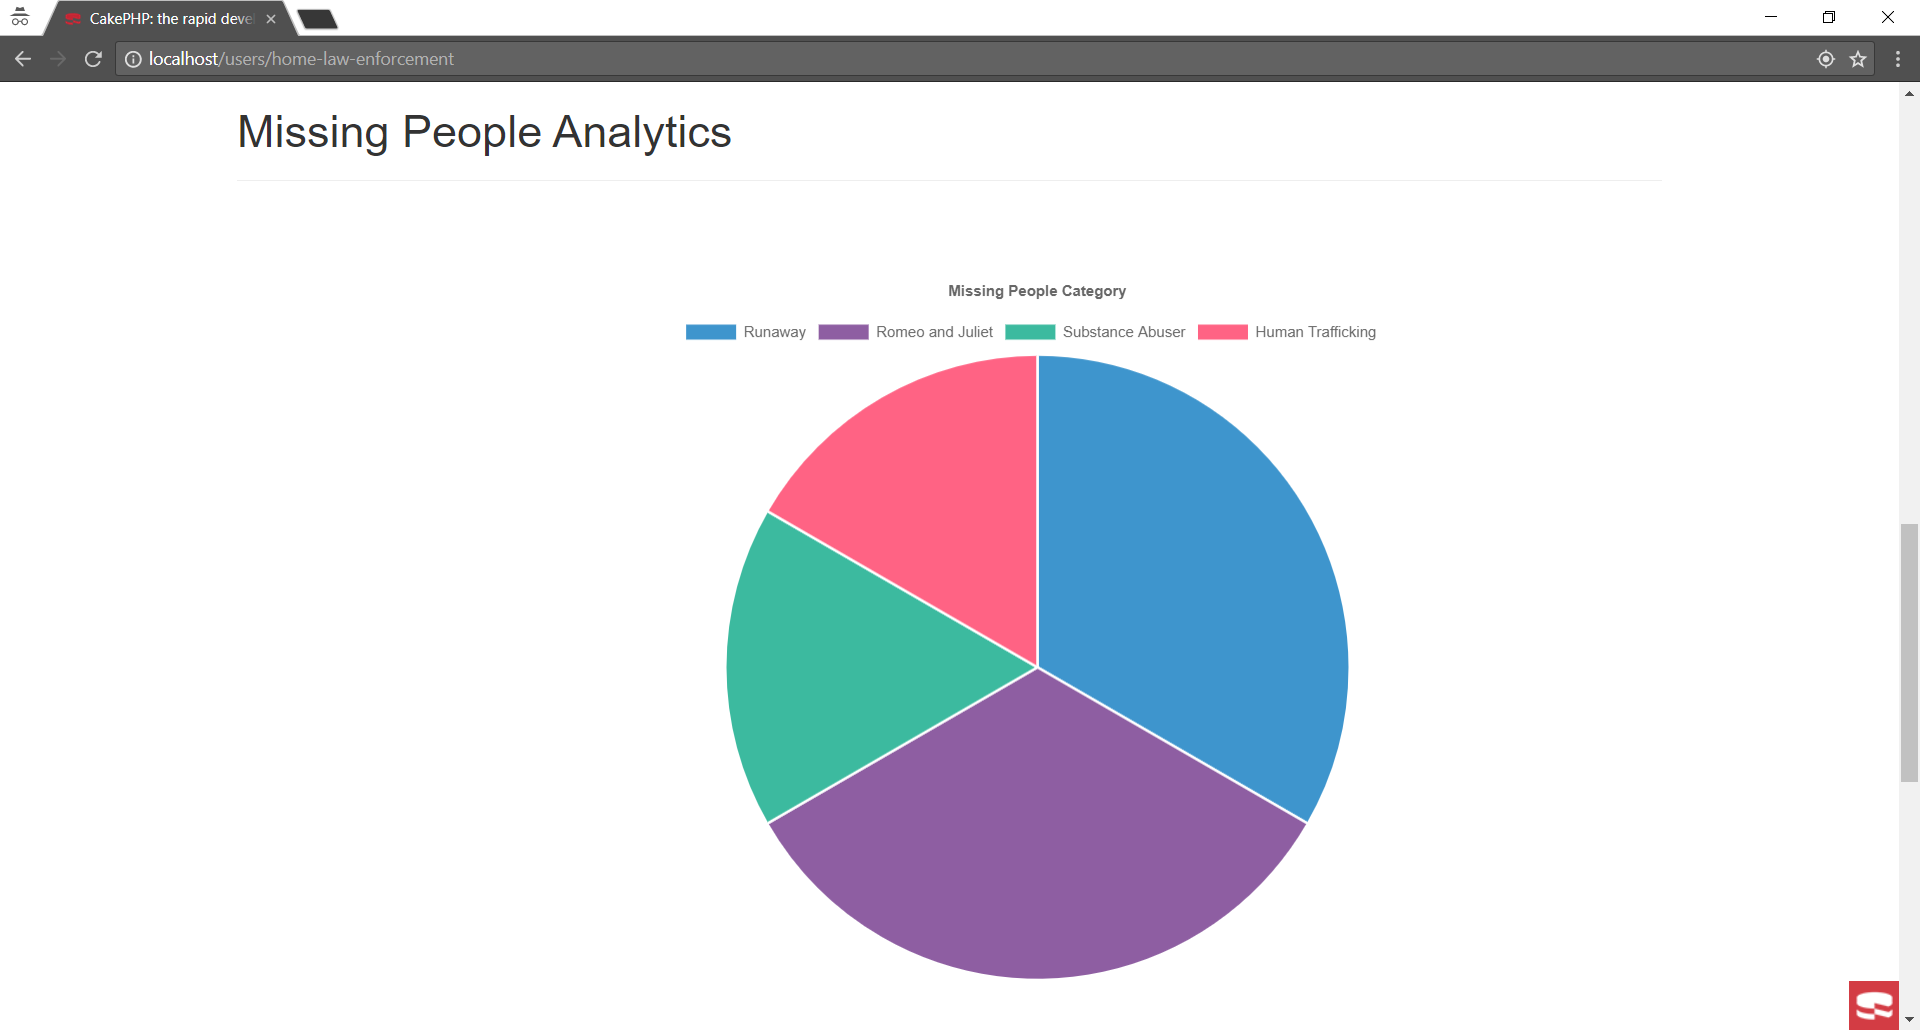 CakePHP: the rapid deve
localhost/users/home-law-enforcement
Missing People Analytics
Missing People Category
Runaway Romeo and Juliet Substance Abuser Human Trafficking